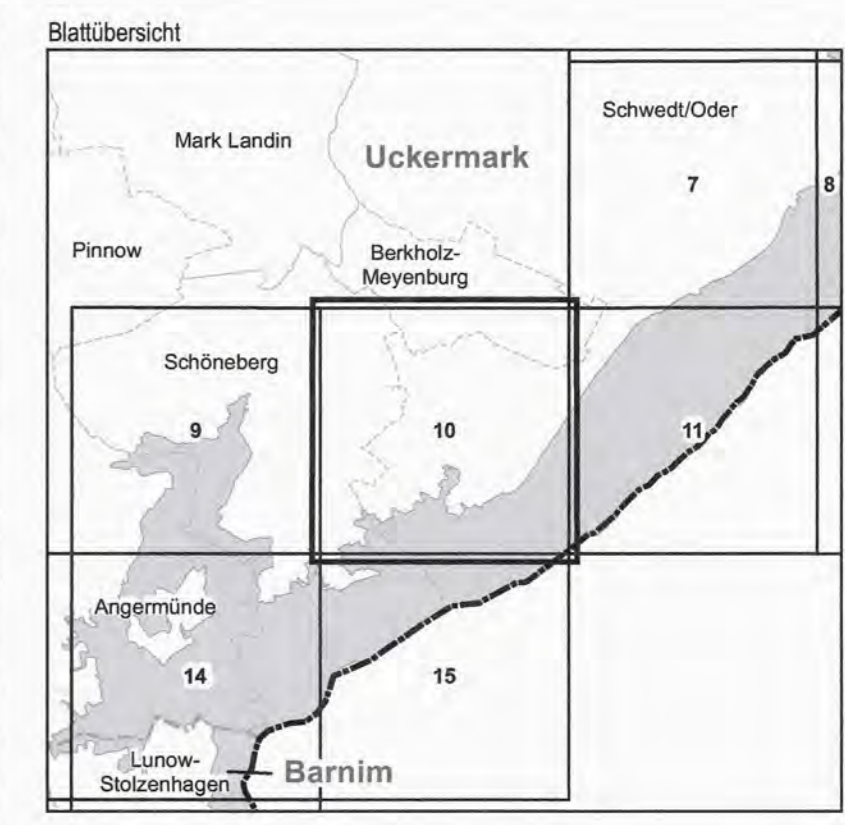 Blattübersicht
Schwedt/Oder
Mark Landin
Uckermark
7
8
Pinnow
Berkholz-
Meyenburg
Schöneberg
9
10
11
Angermünde
14
15
Lunow-
Stolzenhagen
Barnim